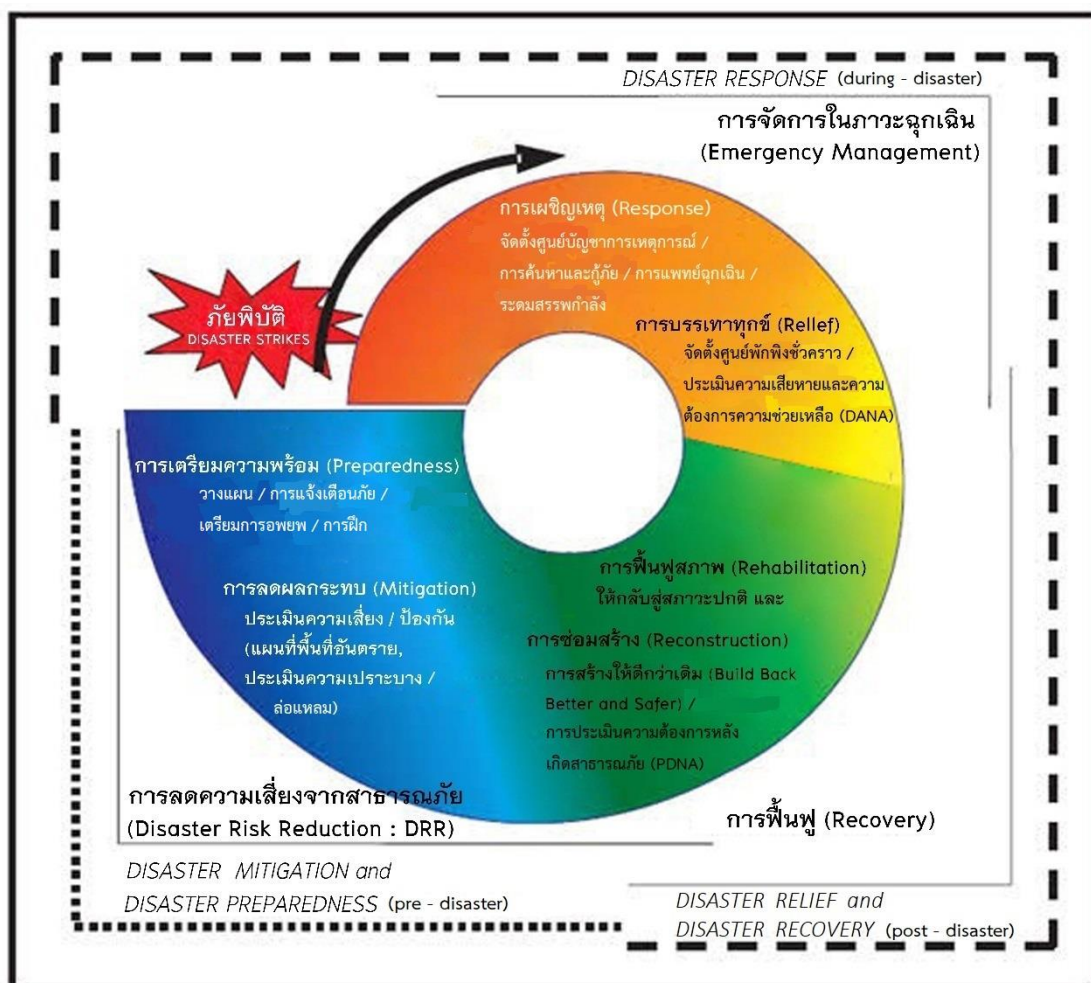 DISASTER RESPONSE (during - disaster)
การจัดการในภาวะฉุกเฉิน
(Emergency Management)
การเผชิญเหตุ (Response)
จัดตั้งศูนย์บัญชาการเหตุการณ์ /
การค้นหาและกู้ภัย / การแพทย์ฉุกเฉิน /
ระดมสรรพกำลัง
ภัยพิบัติ
DISASTER STRIKES
การบรรเทาทุกข์ (Rellef)
จัดตั้งศูนย์พักพิงชั่วคราว /
ประเมินความเสียหายและความ
ต้องการความช่วยเหลือ (DANA)
การเตรียมความพร้อม (Preparedness)
วางแผน / การแจ้งเตือนภัย /
เตรียมการอพยพ / การฝึก
การลดผลกระทบ (Mitigation)
ประเมินความเสี่ยง / ป้องกัน
(แผนที่พื้นที่อันตราย,
ประเมินความเปราะบาง /
ล่อแหลม)
การฟื้นฟูสภาพ (Rehabilitation)
ให้กลับสู่สภาวะปกติ และ
การซ่อมสร้าง (Reconstruction)
การสร้างให้ดีกว่าเดิม (Build Back
Better and Safer) /
การประเมินความต้องการหลัง
เกิดสาธารณภัย (PDNA)
การลดความเสี่ยงจากสาธารณภัย
(Disaster Risk Reduction : DRR)
การฟื้นฟู (Recovery)
DISASTER MITIGATION and
DISASTER PREPAREDNESS (pre - disaster)
DISASTER RELIEF and
DISASTER RECOVERY (post - disaster)